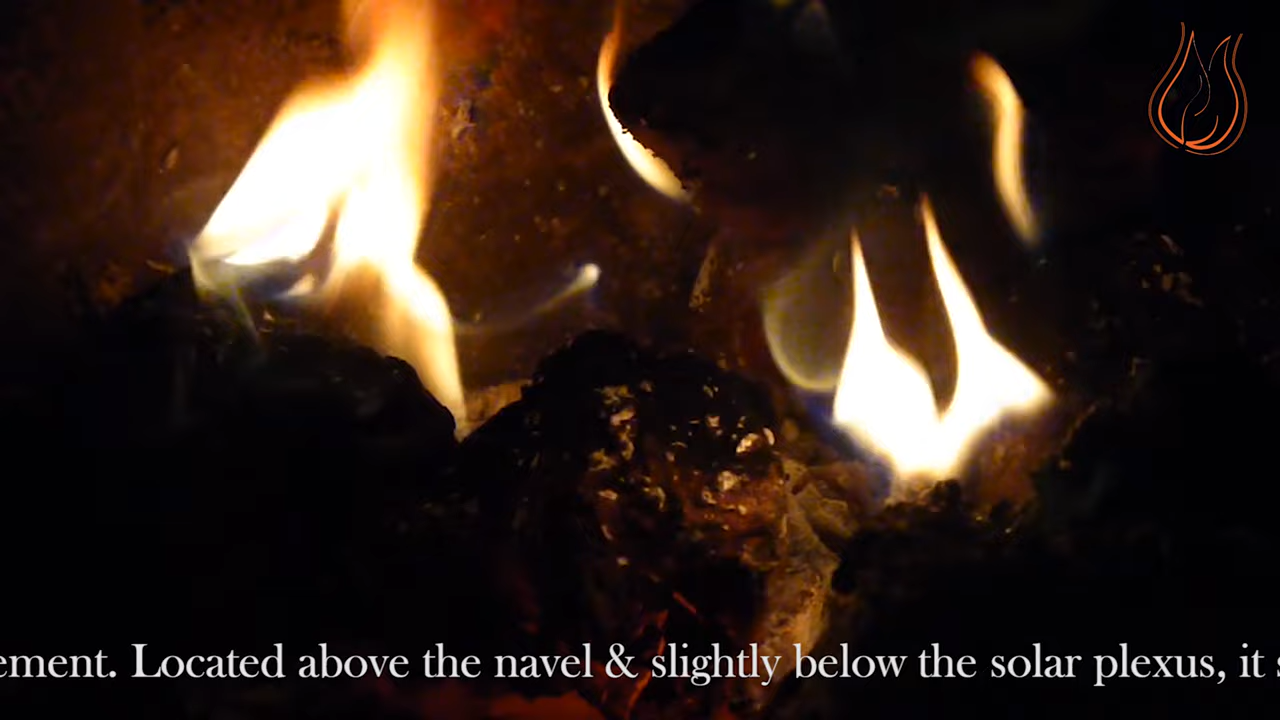 ement. Located above the navel & slightly below the solar plexus, it s